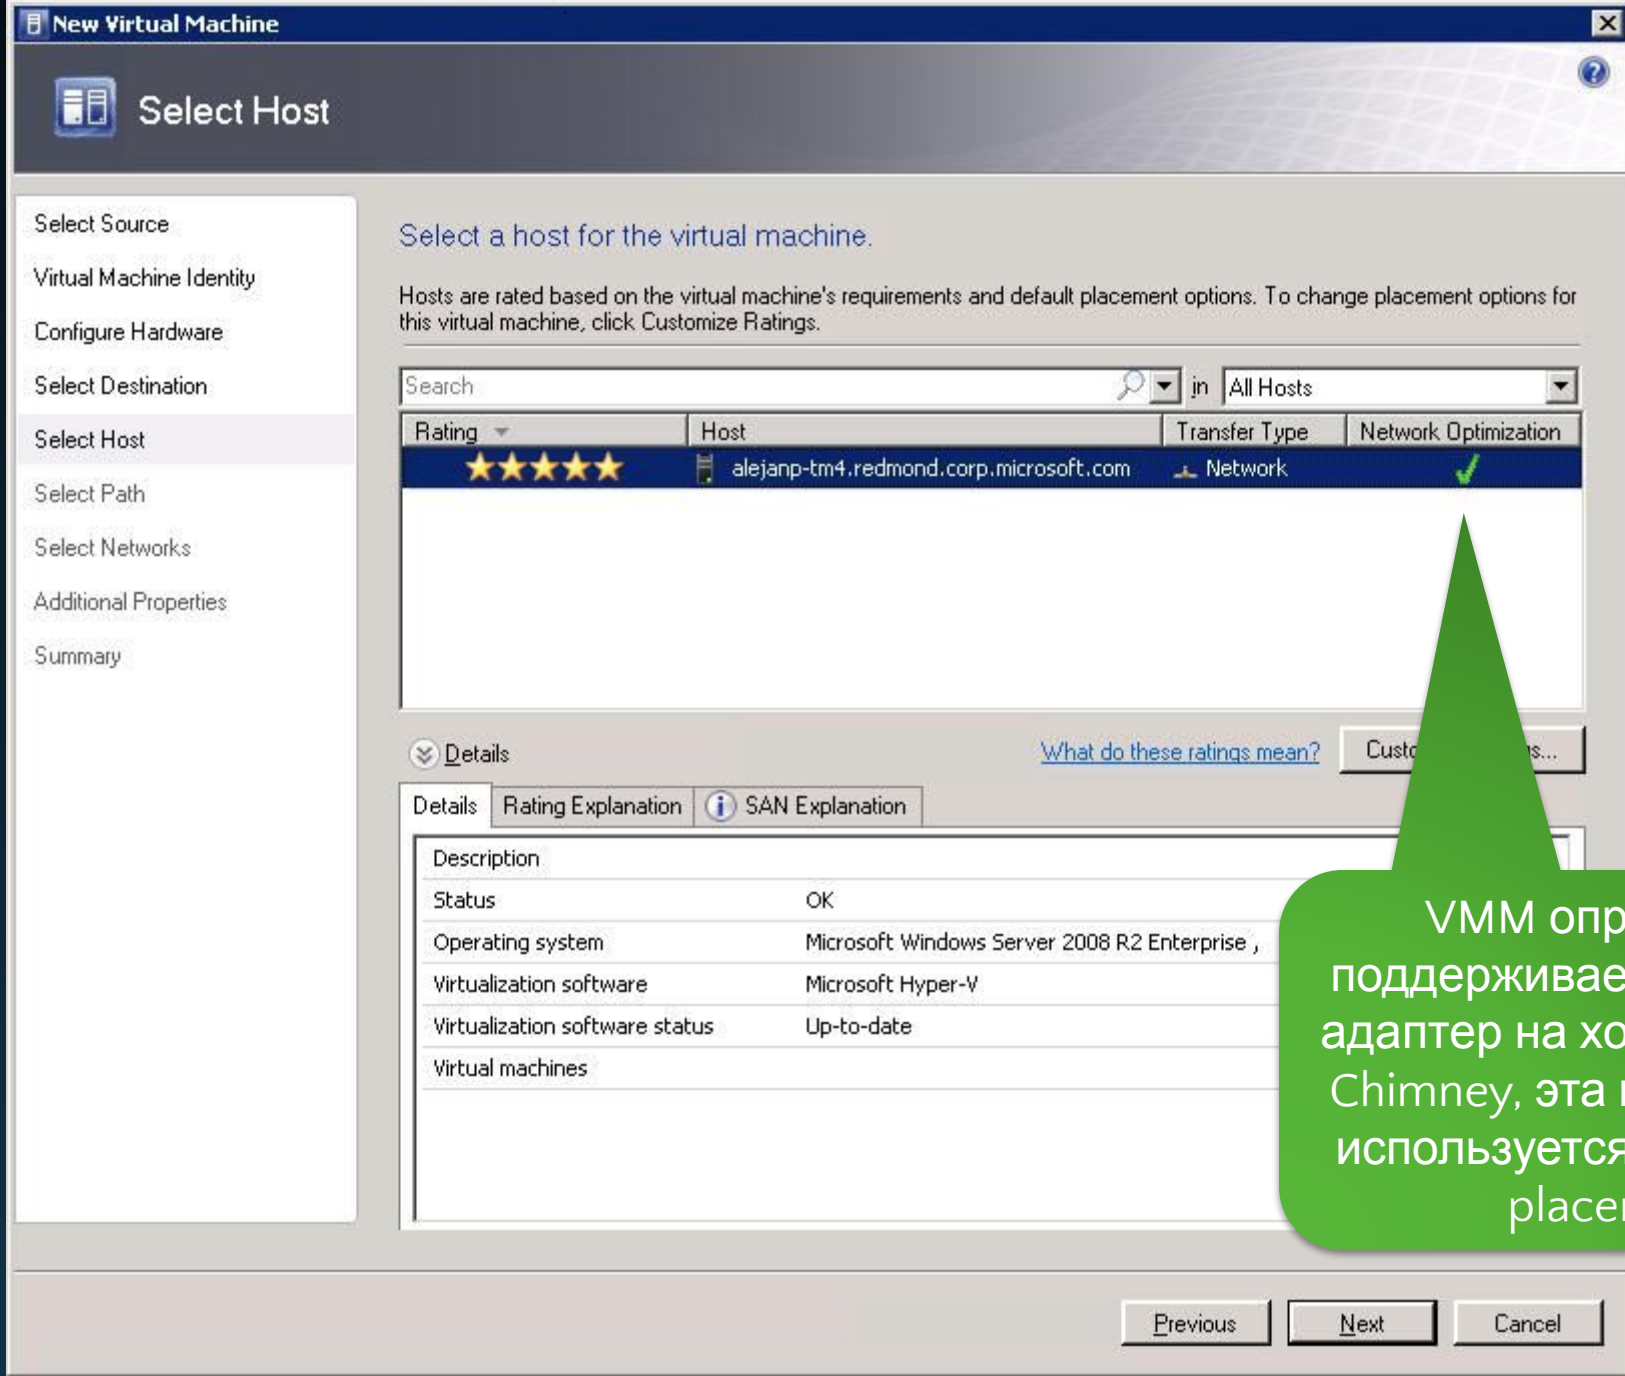 New Virtual Machine
Select Host
Select Source
Virtual Machine Identity
Configure Hardware
Select Destination
Select Host
Select Path
Select Networks
Additional Properties
Summary
Select a host for the virtual machine.
Hosts are rated based on the virtual machine's requirements and default placement options. To change placement options for
this virtual machine, click Customize Ratings.
Search in All Hosts
Rating Host Transfer Type Network Optimization
alejanp-tm4.redmond.corp.microsoft.com Network
Details What do these ratings mean?
Details Rating Explanation SAN Explanation
Description
Status OK
Operating system Microsoft Windows Server 2008 R2 Enterprise ,
Virtualization software Microsoft Hyper-V
Virtualization software status Up-to-date
Virtual machines
VMM
адаптер на
Chimney, эта
используется
Previous Next Cancel